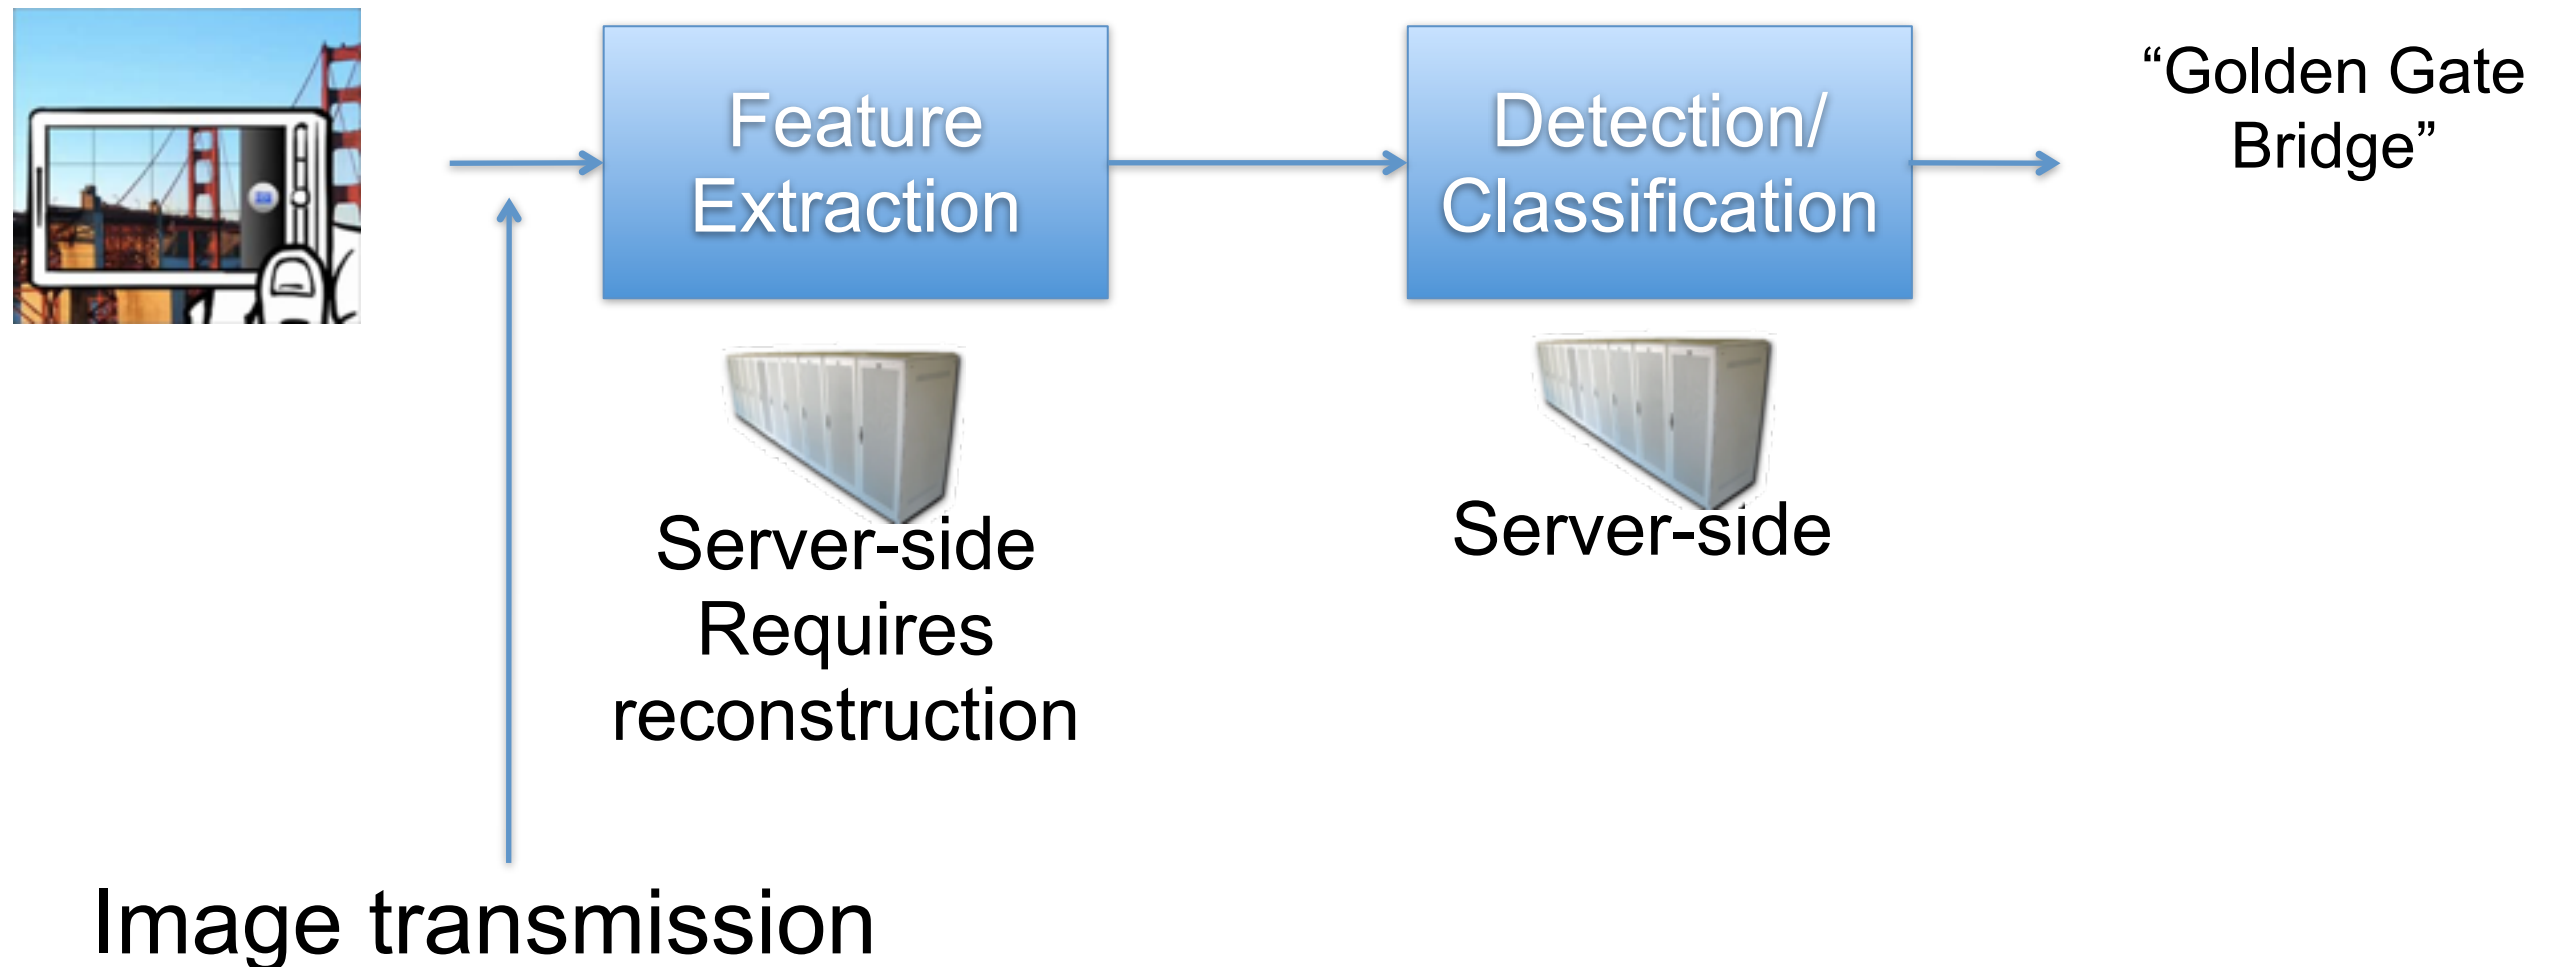 Feature
Extraction
Detection/
Classification
“Golden Gate
Bridge”
Server-side
Requires
reconstruction
Server-side
Image transmission